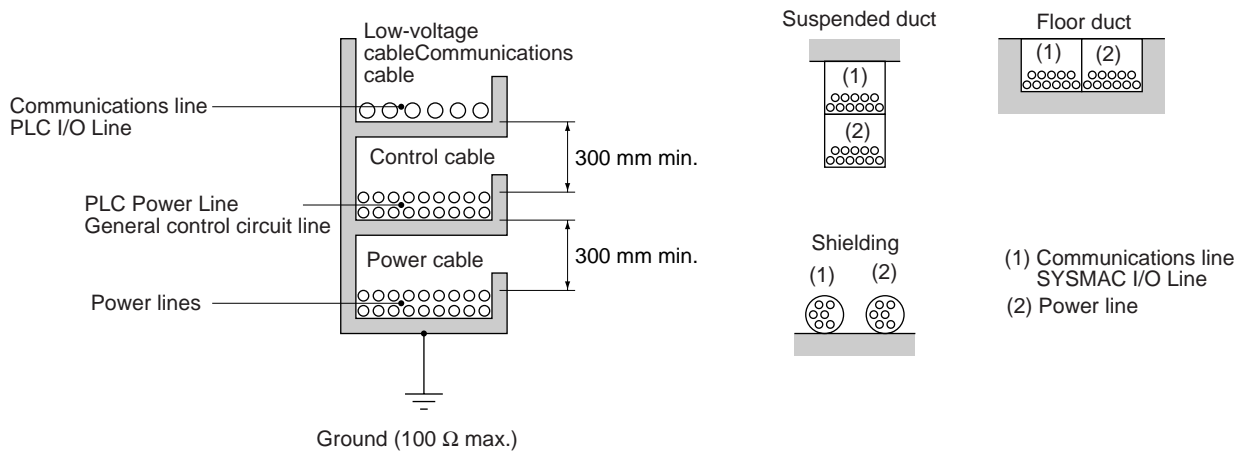 Low-voltage
cableCommunications
cable
Communications line
PLC I/O Line
Control cable
300 mm min.
PLC Power Line
General control circuit line
Power cable
300 mm min.
Power lines
Ground (100 Ω max.)
Suspended duct
(1)
(2)
Floor duct
(1) (2)
Shielding
(1) (2)
(1) Communications line
SYSMAC I/O Line
(2) Power line